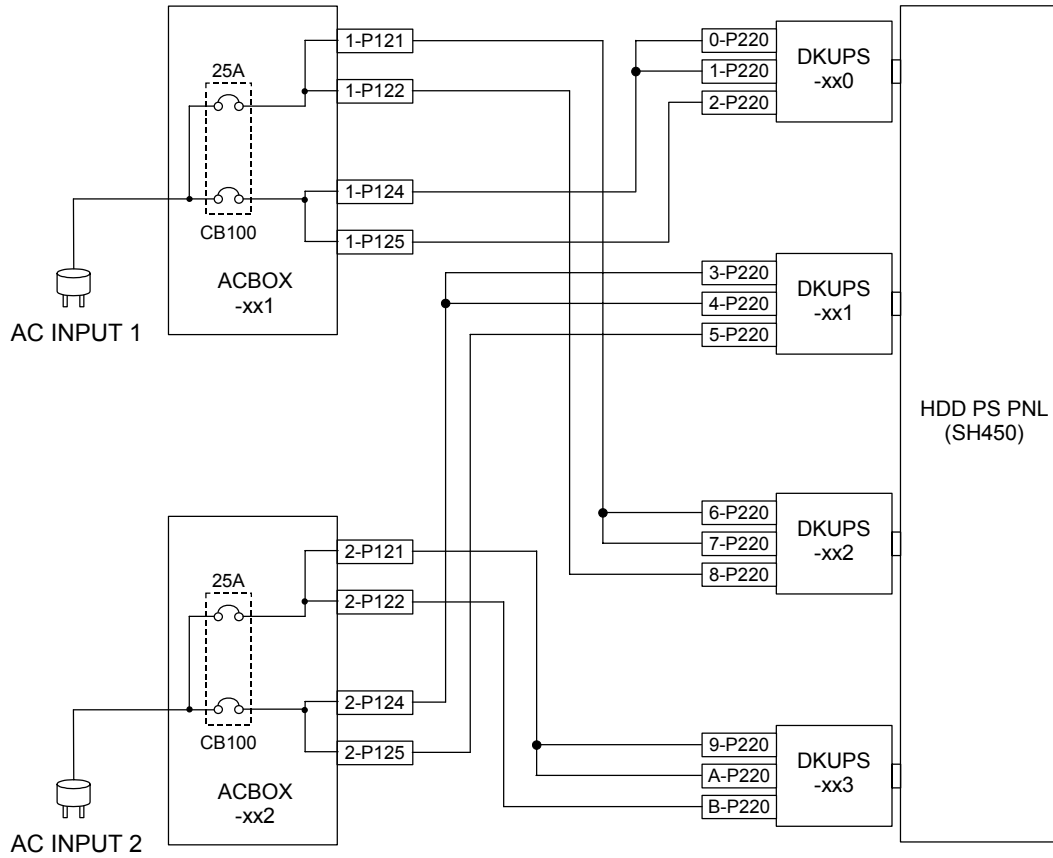 25A
CB100
ACBOX
-xx1
1-P121
1-P122
1-P124
1-P125
AC INPUT 1
0-P220
1-P220
2-P220
DKUPS
-xx0
3-P220
4-P220
5-P220
DKUPS
-xx1
HDD PS PNL
(SH450)
6-P220
7-P220
8-P220
DKUPS
-xx2
25A
CB100
ACBOX
-xx2
2-P121
2-P122
2-P124
2-P125
AC INPUT 2
9-P220
A-P220
B-P220
DKUPS
-xx3